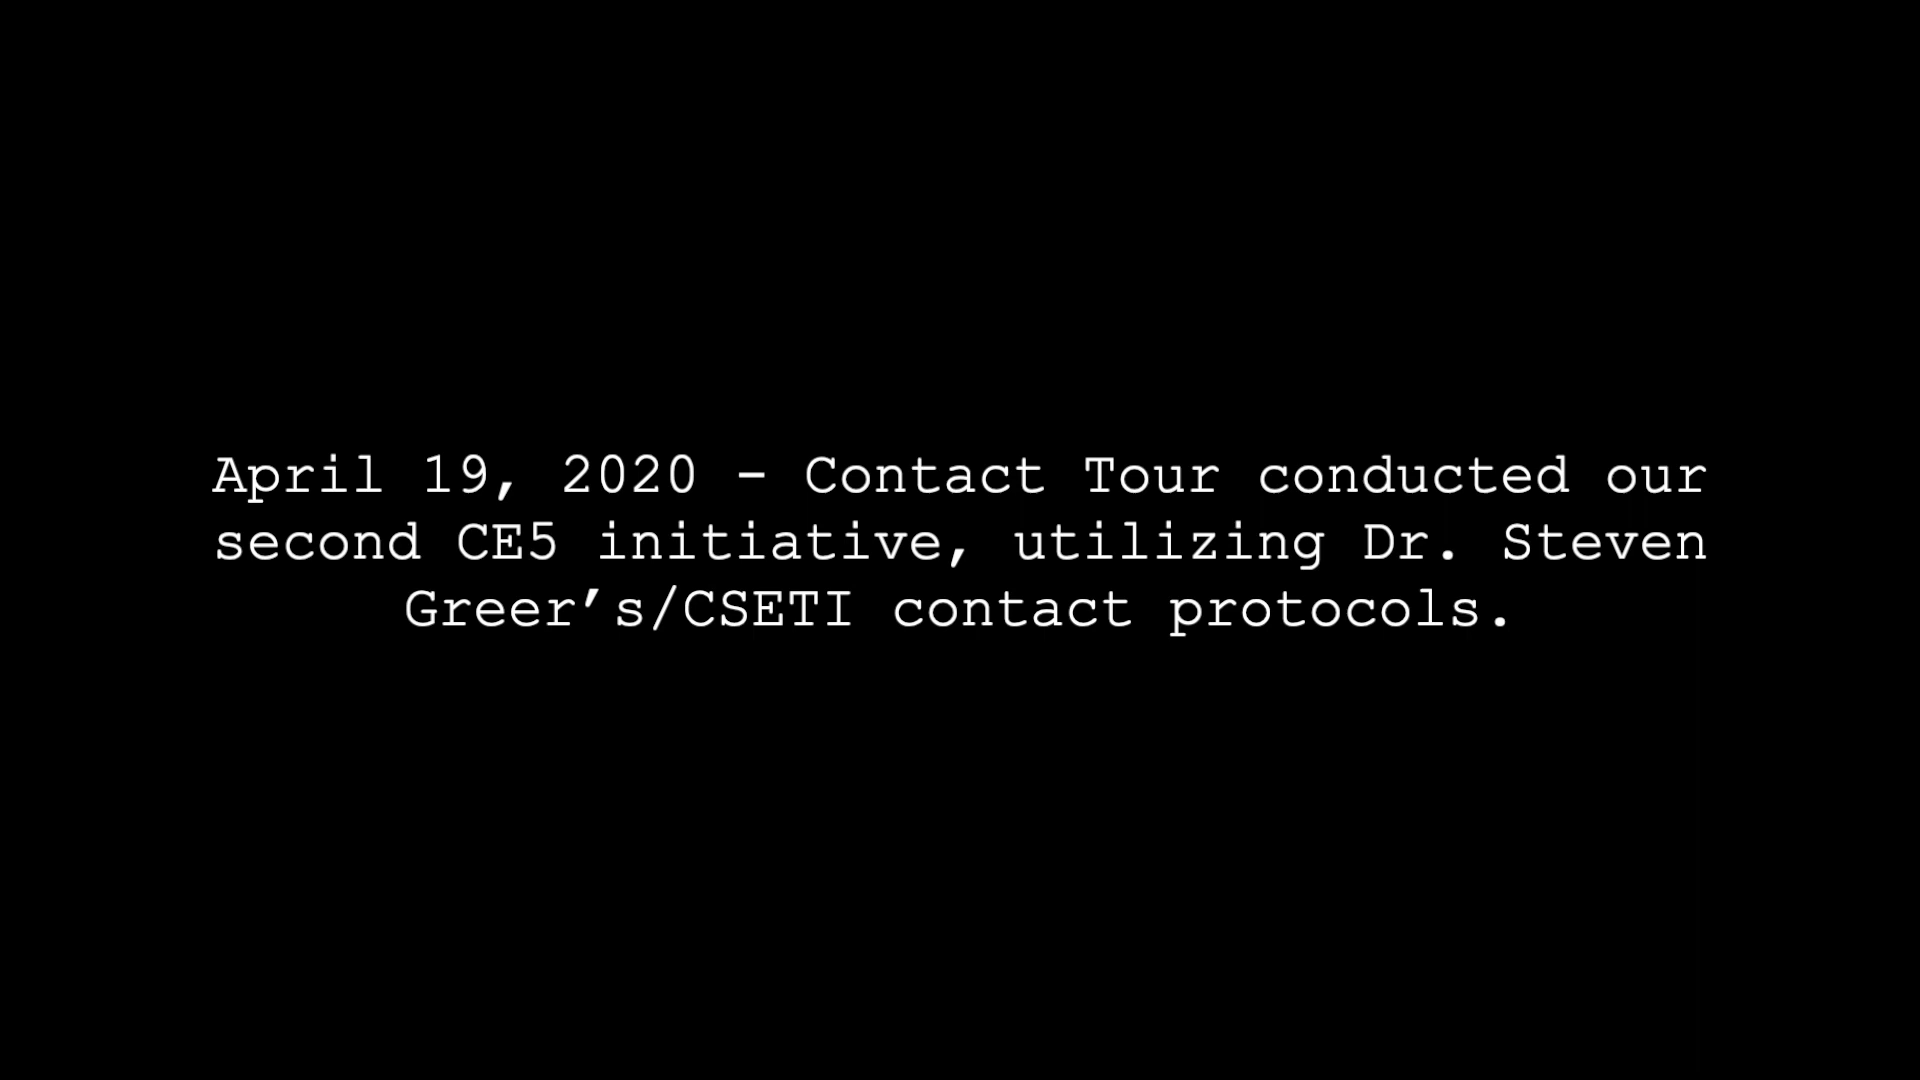 April 19, 2020 - Contact Tour conducted our
second CE5 initiative, utilizing Dr. Steven
Greer’s/CSETI contact protocols.